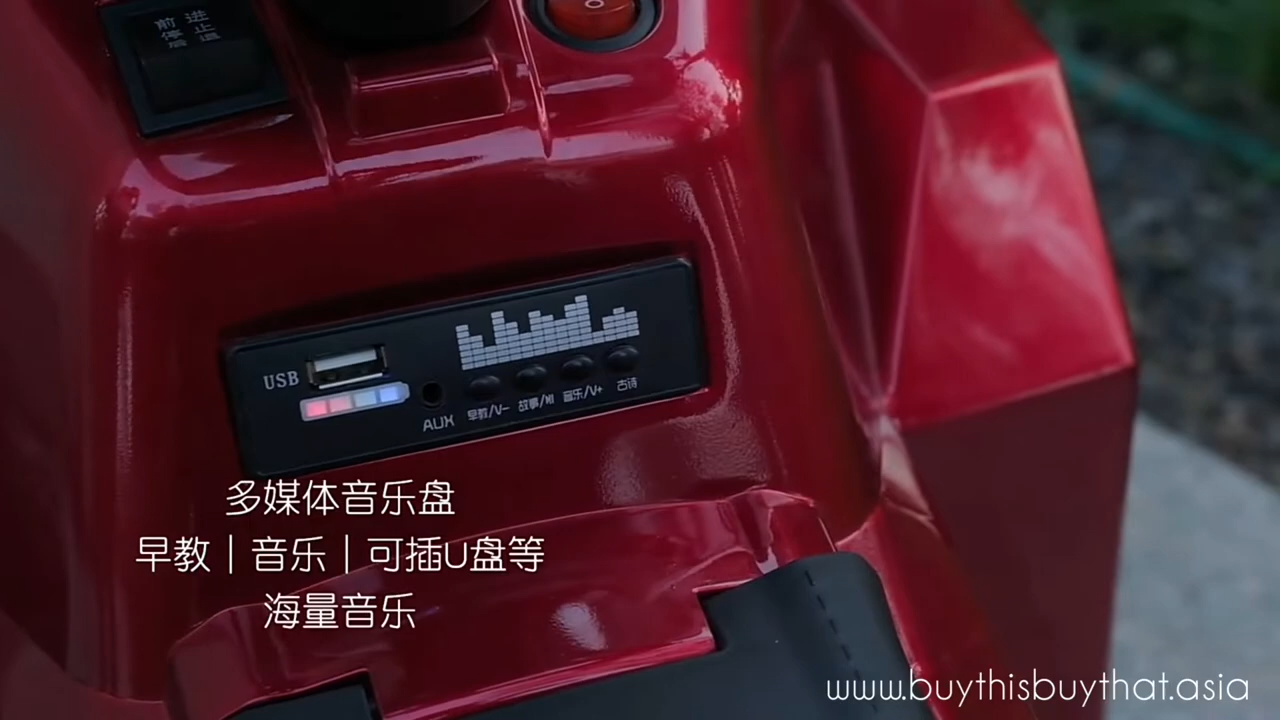 前进
停止
后退
USB
AUX
早教/V-
故事/M
音乐/V+
古诗
多媒体音乐盘
早教｜音乐｜可插U盘等
海量音乐
www.buythisbuythat.asia